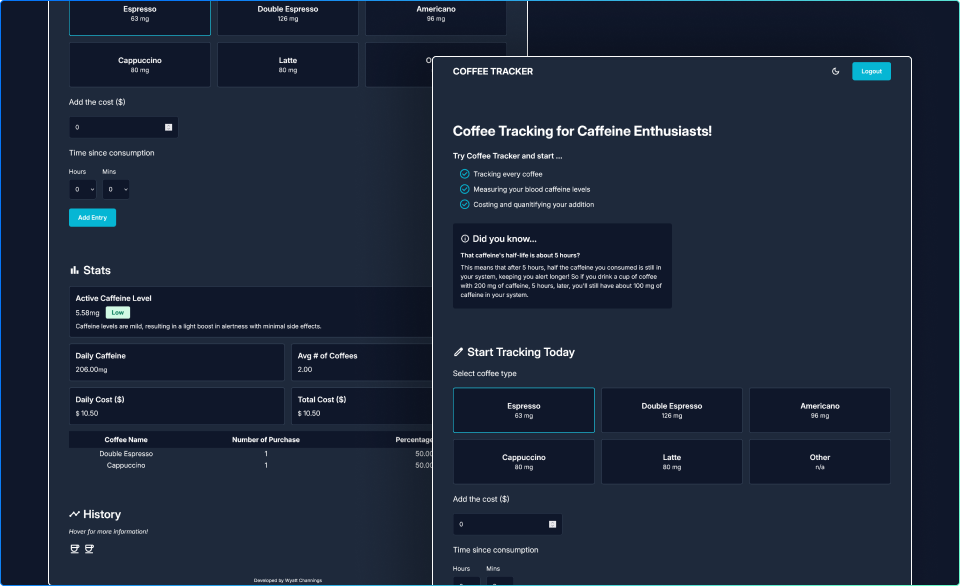 Espresso
63 mg
Double Espresso
126 mg
Americano
96 mg
Cappuccino
80 mg
Latte
80 mg
O
Add the cost ($)
0
Time since consumption
Hours
Mins
0
0
Add Entry
Stats
Active Caffeine Level
5.58mg
Low
Caffeine levels are mild, resulting in a light boost in alertness with minimal side effects.
Daily Caffeine
206.00mg
Avg # of Coffees
2.00
Daily Cost ($)
$ 10.50
Total Cost ($)
$ 10.50
Coffee Name
Number of Purchase
Percentage
Double Espresso
1
50.00
Cappuccino
1
50.00
History
Hover for more information!
Developed by Wyatt Channings
COFFEE TRACKER
Logout
Coffee Tracking for Caffeine Enthusiasts!
Try Coffee Tracker and start ...
Tracking every coffee
Measuring your blood caffeine levels
Costing and quanitifying your addition
Did you know...
That caffeine's half-life is about 5 hours?
This means that after 5 hours, half the caffeine you consumed is still in
your system, keeping you alert longer! So if you drink a cup of coffee
with 200 mg of caffeine, 5 hours, later, you'll still have about 100 mg of
caffeine in your system.
Start Tracking Today
Select coffee type
Espresso
63 mg
Double Espresso
126 mg
Americano
96 mg
Cappuccino
80 mg
Latte
80 mg
Other
n/a
Add the cost ($)
0
Time since consumption
Hours
Mins